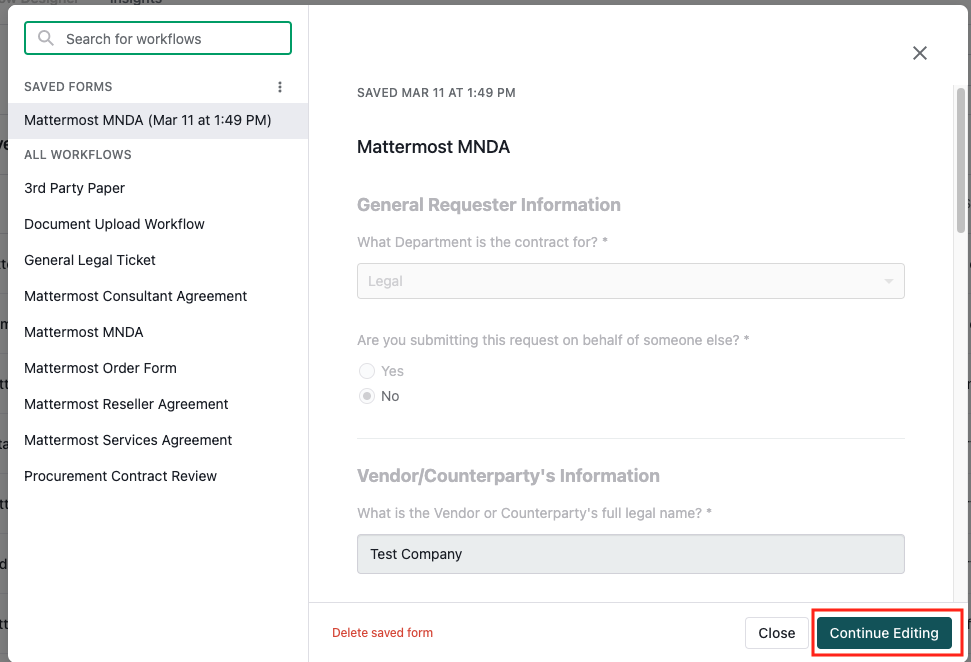 Insights
Search for workflows
SAVED FORMS
Mattermost MNDA (Mar 11 at 1:49 PM)
ALL WORKFLOWS
3rd Party Paper
Document Upload Workflow
General Legal Ticket
Mattermost Consultant Agreement
Mattermost MNDA
Mattermost Order Form
Mattermost Reseller Agreement
Mattermost Services Agreement
Procurement Contract Review
SAVED MAR 11 AT 1:49 PM
Mattermost MNDA
General Requester Information
What Department is the contract for? *
Legal
Are you submitting this request on behalf of someone else? *
Yes
No
Vendor/Counterparty's Information
What is the Vendor or Counterparty's full legal name? *
Test Company
Delete saved form
Close
Continue Editing